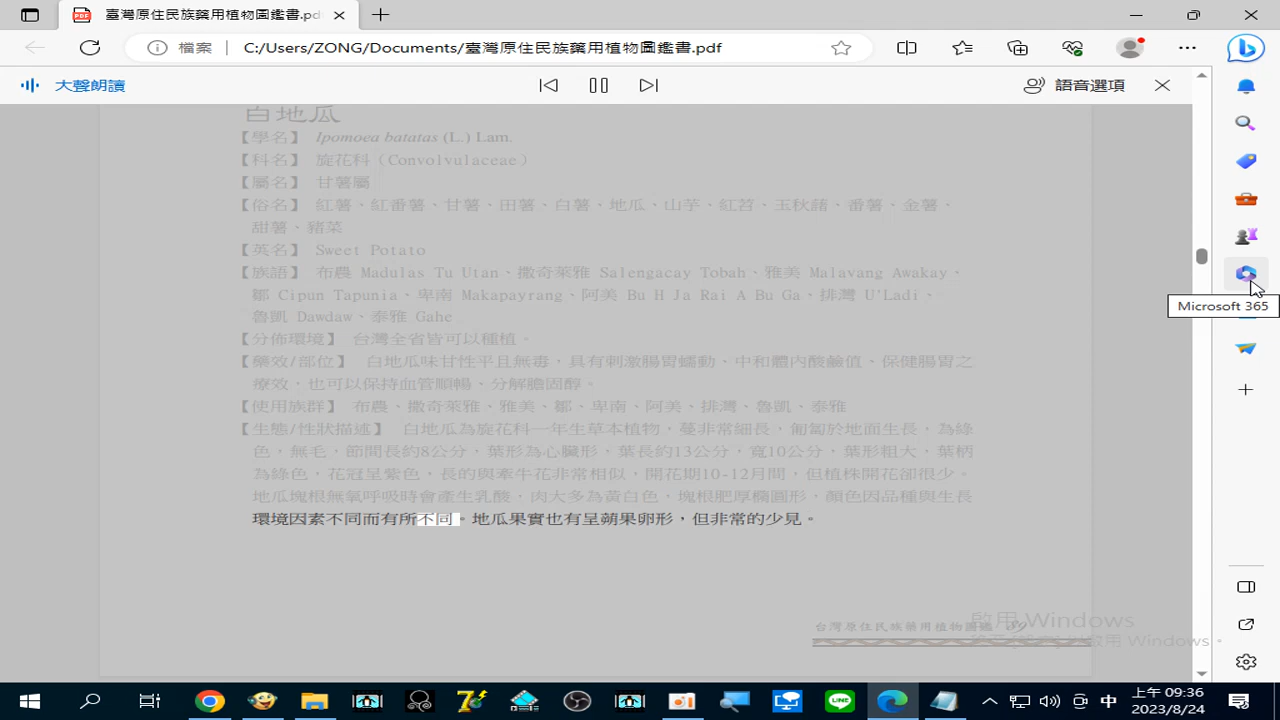 臺灣原住民族藥用植物圖鑑書.pdf
檔案 C:/Users/ZONG/Documents/臺灣原住民族藥用植物圖鑑書.pdf
大聲朗讀
語音選項
白地瓜
【學名】 Ipomoea batatas (L.) Lam.
【科名】 旋花科（Convolvulaceae）
【屬名】 甘薯屬
【俗名】 紅薯、紅番薯、甘薯、田薯、白薯、地瓜、山芋、紅苕、玉秋藷、番薯、金薯、
甜薯、豬菜
【英名】 Sweet Potato
【族語】 布農 Madulas Tu Utan、撒奇萊雅 Salengacay Tobah、雅美 Malavang Awakay、
鄒 Cipun Tapunia、卑南 Makapayrang、阿美 Bu H Ja Rai A Bu Ga、排灣 U'Ladi、
魯凱 Dawdaw、泰雅 Gahe
【分佈環境】 台灣全省皆可以種植。
【藥效/部位】 白地瓜味甘性平且無毒，具有刺激腸胃蠕動、中和體內酸鹼值、保健腸胃之
療效，也可以保持血管順暢、分解膽固醇。
【使用族群】 布農、撒奇萊雅、雅美、鄒、卑南、阿美、排灣、魯凱、泰雅
【生態/性狀描述】 白地瓜為旋花科一年生草本植物，蔓非常細長，匍匐於地面生長，為綠
色，無毛，節間長約8公分，葉形為心臟形，葉長約13公分，寬10公分，葉形粗大，葉柄
為綠色，花冠呈紫色，長的與牽牛花非常相似，開花期10-12月間，但植株開花卻很少。
地瓜塊根無氧呼吸時會產生乳酸，肉大多為黃白色，塊根肥厚橢圓形，顏色因品種與生長
環境因素不同而有所不同。地瓜果實也有呈蒴果卵形，但非常的少見。
台灣原住民族藥用植物圖鑑
啟用 Windows
Microsoft 365
中
上午 09:36
2023/8/24